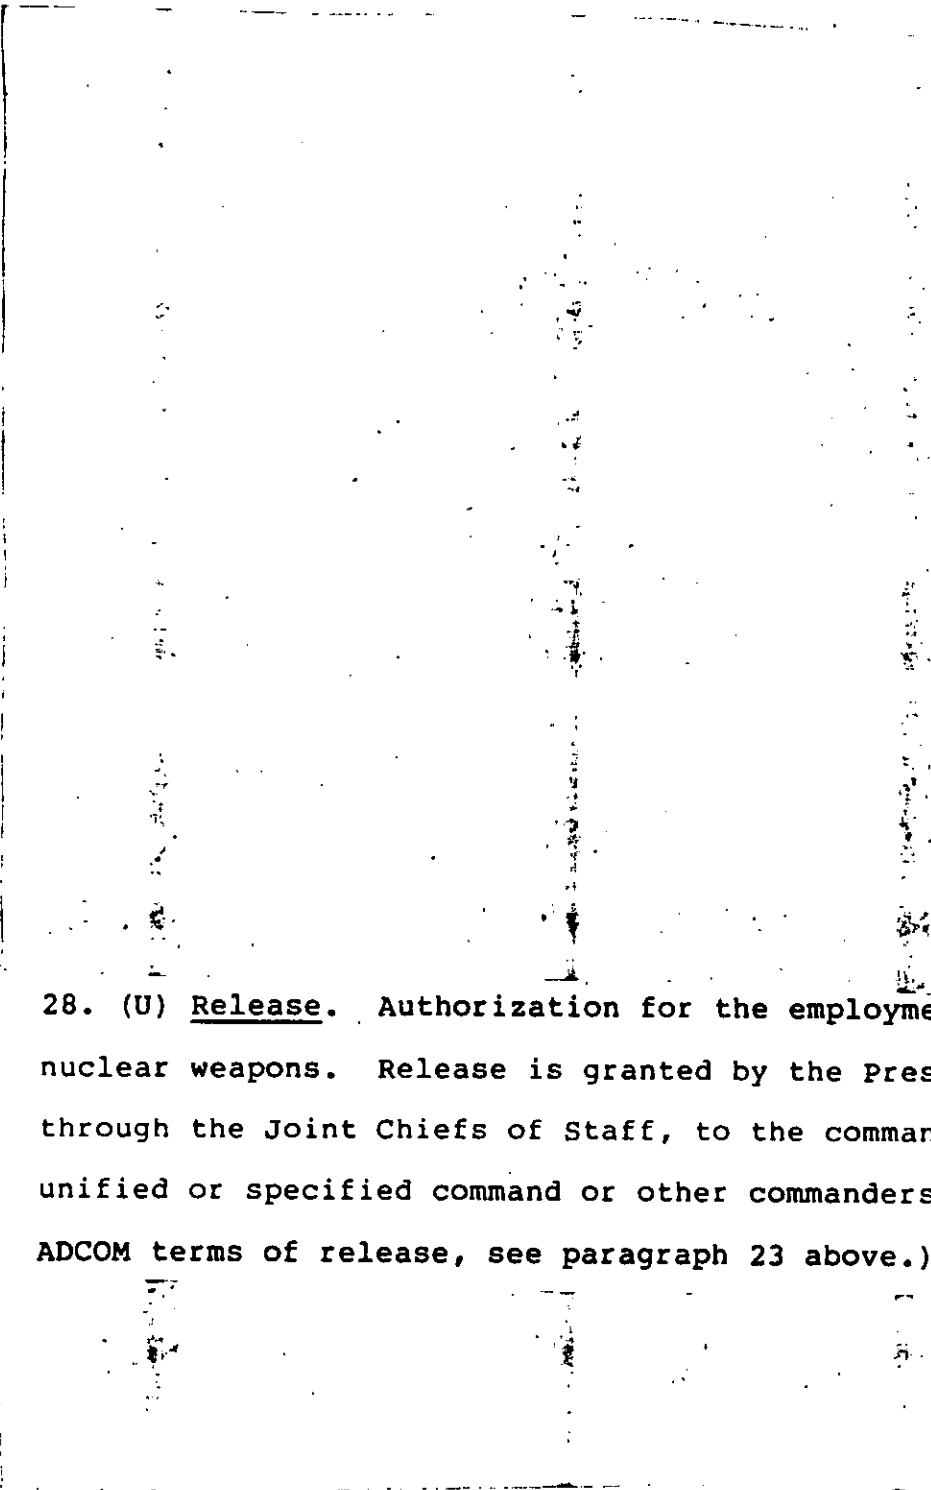 28. (U) Release. Authorization for the employme
nuclear weapons. Release is granted by the Pres
through the Joint Chiefs of Staff, to the comman
unified or specified command or other commanders
ADCOM terms of release, see paragraph 23 above.)